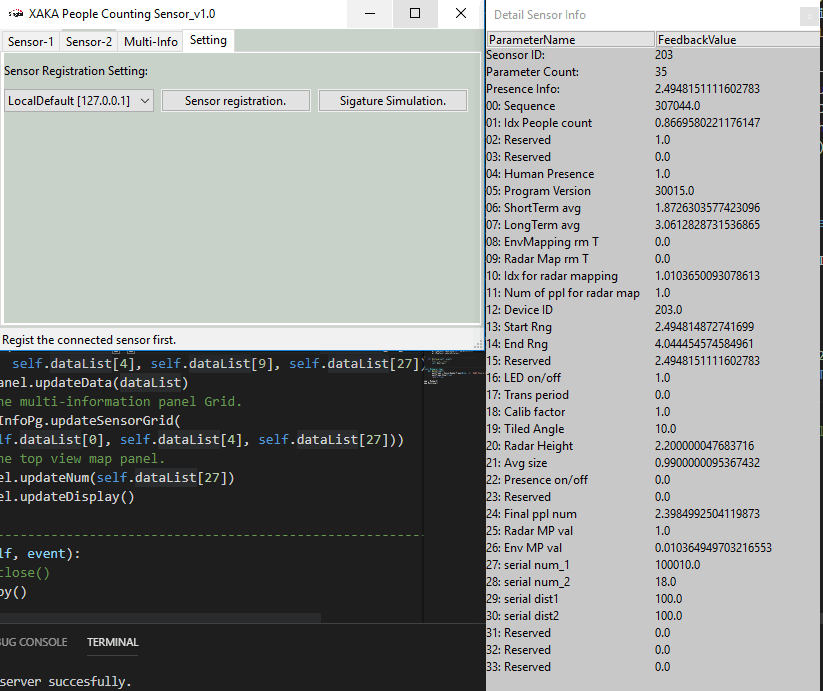 XAKA People Counting Sensor_v1.0
Sensor-1 Sensor-2 Multi-Info Setting
Sensor Registration Setting:
LocalDefault [127.0.0.1] Sensor registration. Sigature Simulation.
Regist the connected sensor first.
self.dataList[4], self.dataList[9], self.dataList[27]
anel.updateData(dataList)
he multi-information panel Grid.
InfoPg.updateSensorGrid(
lf.dataList[0], self.dataList[4], self.dataList[27]))
he top view map panel.
el.updateNum(self.dataList[27])
el.updateDisplay()
lf, event):
close()
oy()
BUG CONSOLE TERMINAL
server succesfully.
Detail Sensor Info
ParameterName FeedbackValue
Seonsor ID: 203
Parameter Count: 35
Presence Info: 2.4948151111602783
00: Sequence 307044.0
01: Idx People count 0.8669580221176147
02: Reserved 1.0
03: Reserved 0.0
04: Human Presence 1.0
05: Program Version 30015.0
06: ShortTerm avg 1.8726303577423096
07: LongTerm avg 3.0612828731536865
08: EnvMapping rm T 0.0
09: Radar Map rm T 0.0
10: Idx for radar mapping 1.0103650093078613
11: Num of ppl for radar map 1.0
12: Device ID 203.0
13: Start Rng 2.494814872741699
14: End Rng 4.044454574584961
15: Reserved 2.4948151111602783
16: LED on/off 1.0
17: Trans period 0.0
18: Calib factor 1.0
19: Tiled Angle 10.0
20: Radar Height 2.200000047683716
21: Avg size 0.9900000095367432
22: Presence on/off 0.0
23: Reserved 0.0
24: Final ppl num 2.3984992504119873
25: Radar MP val 1.0
26: Env MP val 0.010364949703216553
27: serial num_1 100010.0
28: serial num_2 18.0
29: serial dist1 100.0
30: serial dist2 100.0
31: Reserved 0.0
32: Reserved 0.0
33: Reserved 0.0